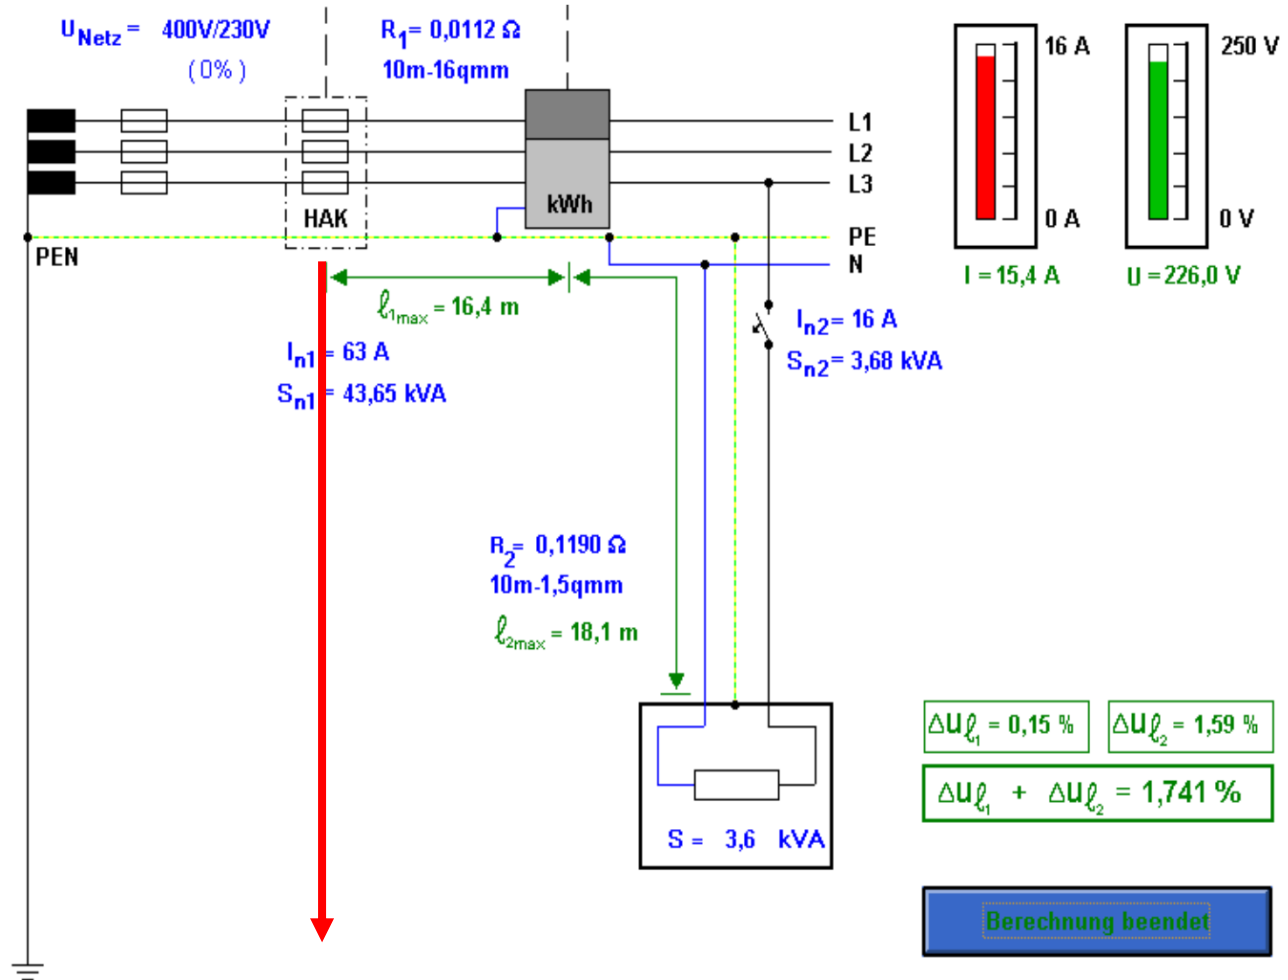 UNetz = 400V/230V
(0%)
R1= 0,0112 Ω
10m-16qmm
16 A
250 V
L1
L2
L3
kWh
HAK
0 A
0 V
PE
PEN
N
I = 15,4 A
U = 226,0 V
ℓ1max = 16,4 m
In2= 16 A
In1 = 63 A
Sn2= 3,68 kVA
Sn1 = 43,65 kVA
R2= 0,1190 Ω
10m-1,5qmm
ℓ2max = 18,1 m
ΔUℓ1 = 0,15 %
ΔUℓ2 = 1,59 %
ΔUℓ1 + ΔUℓ2 = 1,741 %
S = 3,6 kVA
Berechnung beendet